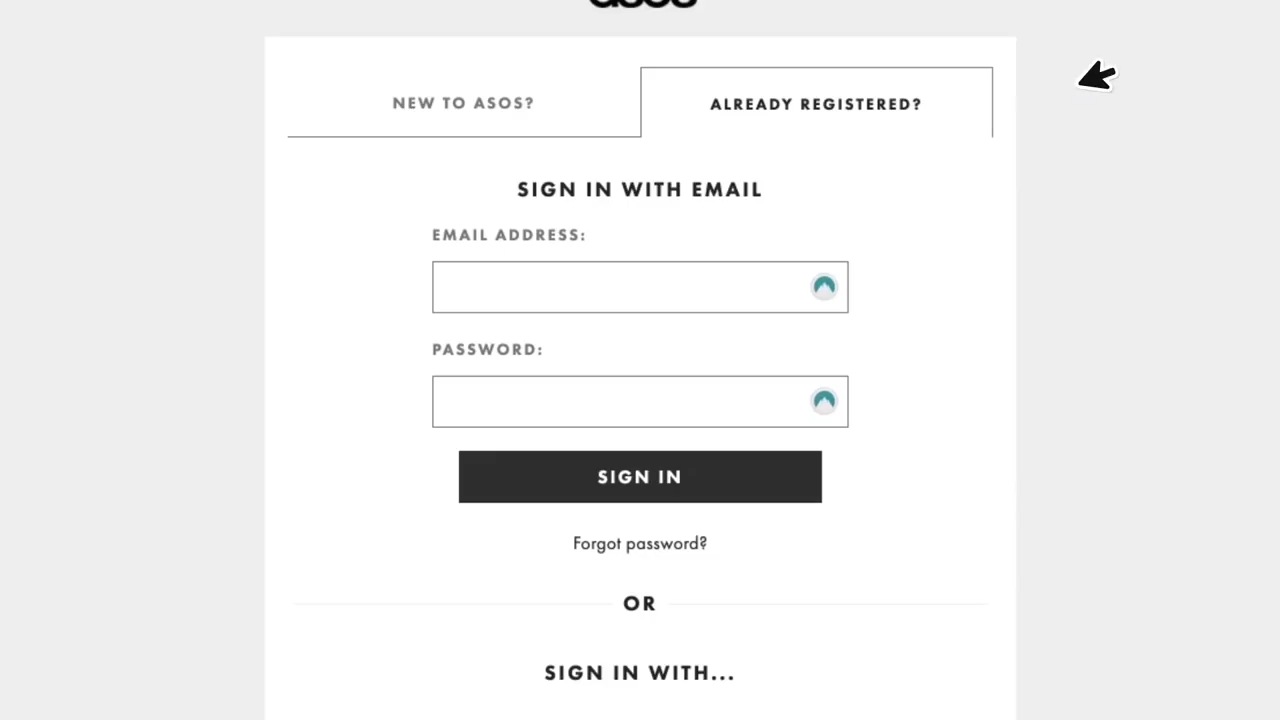 asos
NEW TO ASOS?
ALREADY REGISTERED?
SIGN IN WITH EMAIL
EMAIL ADDRESS:
PASSWORD:
SIGN IN
Forgot password?
OR
SIGN IN WITH...